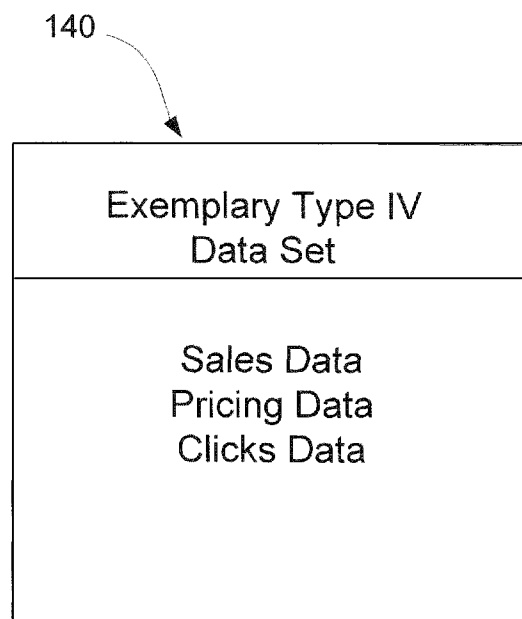 140
Exemplary Type IV
Data Set
Sales Data
Pricing Data
Clicks Data